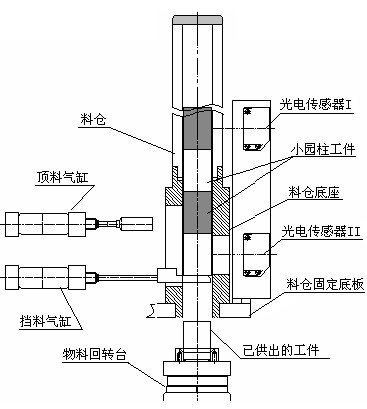 光电传感器I
料仓
小园柱工件
顶料气缸
料仓底座
光电传感器II
料仓固定底板
挡料气缸
已供出的工件
物料回转台